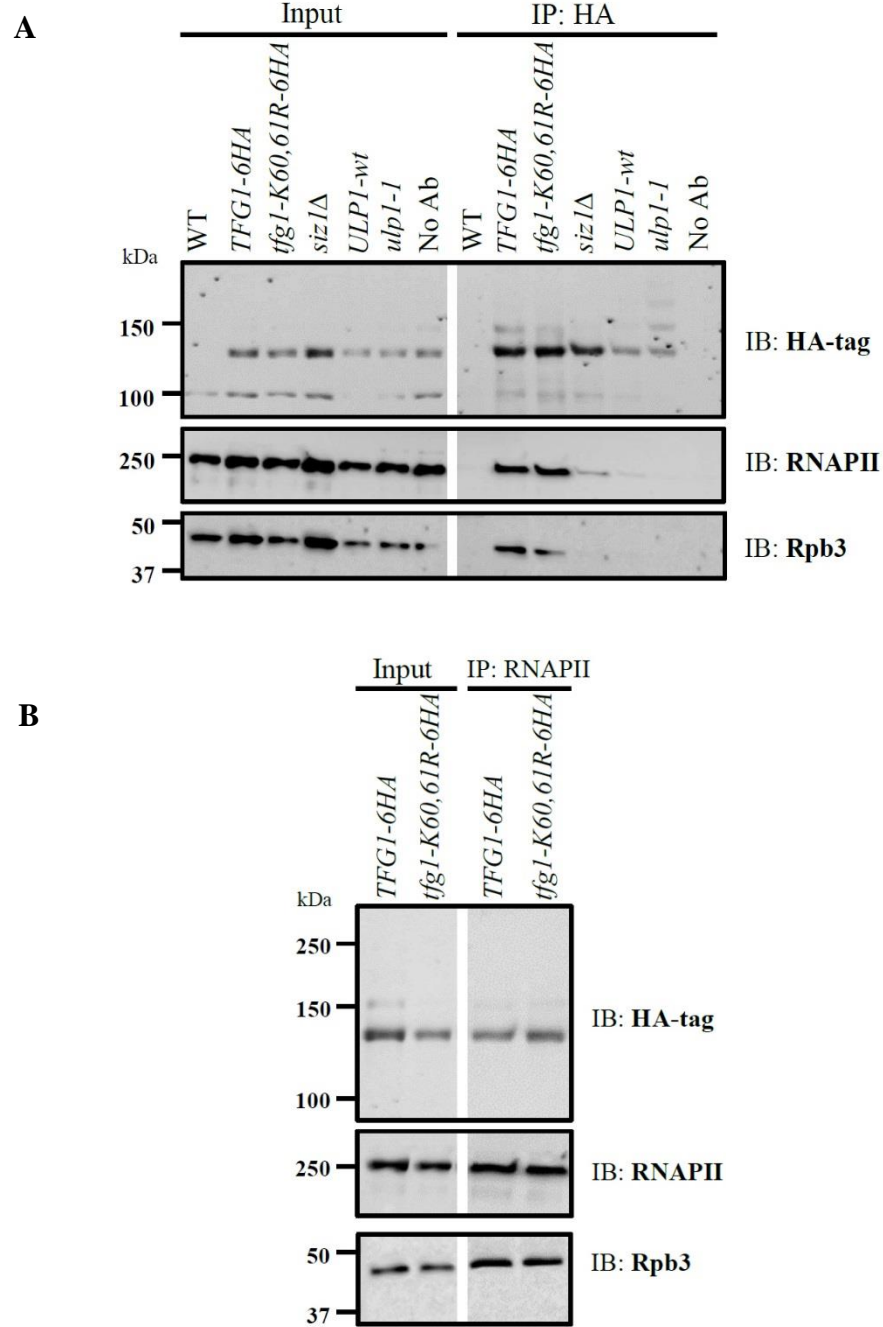 A
Input
IP: HA
WT
TFG1-6HA
tfg1-K60,61R-6HA
siz1Δ
ULP1-wt
ulp1-1
No Ab
WT
TFG1-6HA
tfg1-K60,61R-6HA
siz1Δ
ULP1-wt
ulp1-1
No Ab
kDa
150
100
IB: HA-tag
250
IB: RNAPII
50
37
IB: Rpb3
B
Input
IP: RNAPII
TFG1-6HA
tfg1-K60,61R-6HA
TFG1-6HA
tfg1-K60,61R-6HA
kDa
250
150
100
IB: HA-tag
250
IB: RNAPII
50
37
IB: Rpb3